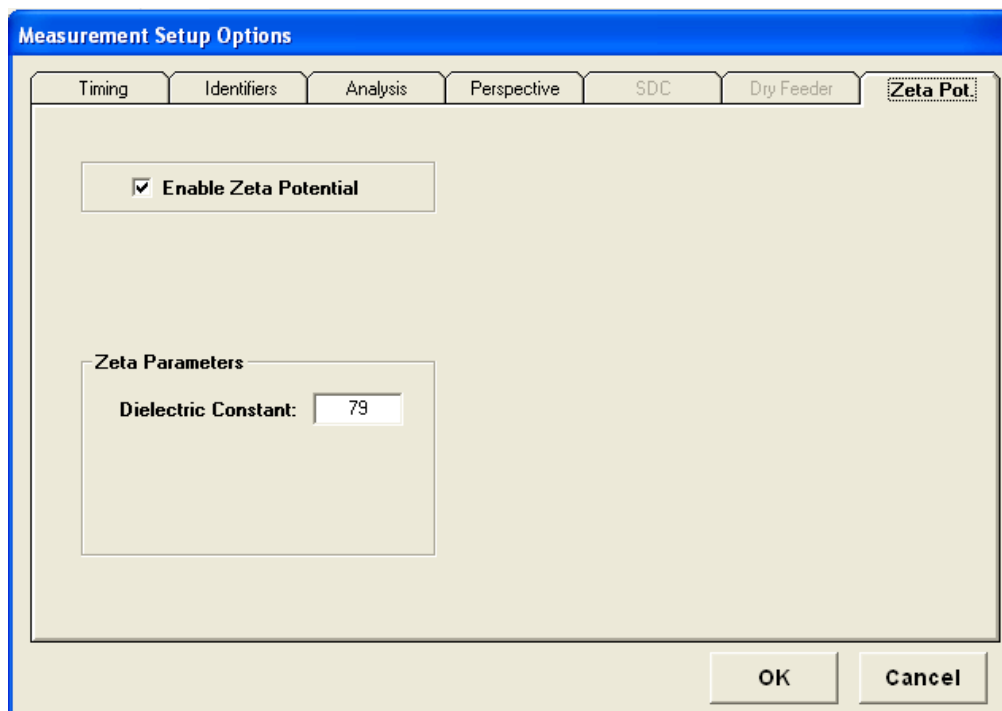 Measurement Setup Options
Timing Identifiers Analysis Perspective SDC Dry Feeder Zeta Pot.
Enable Zeta Potential
Zeta Parameters
Dielectric Constant: 79
OK Cancel